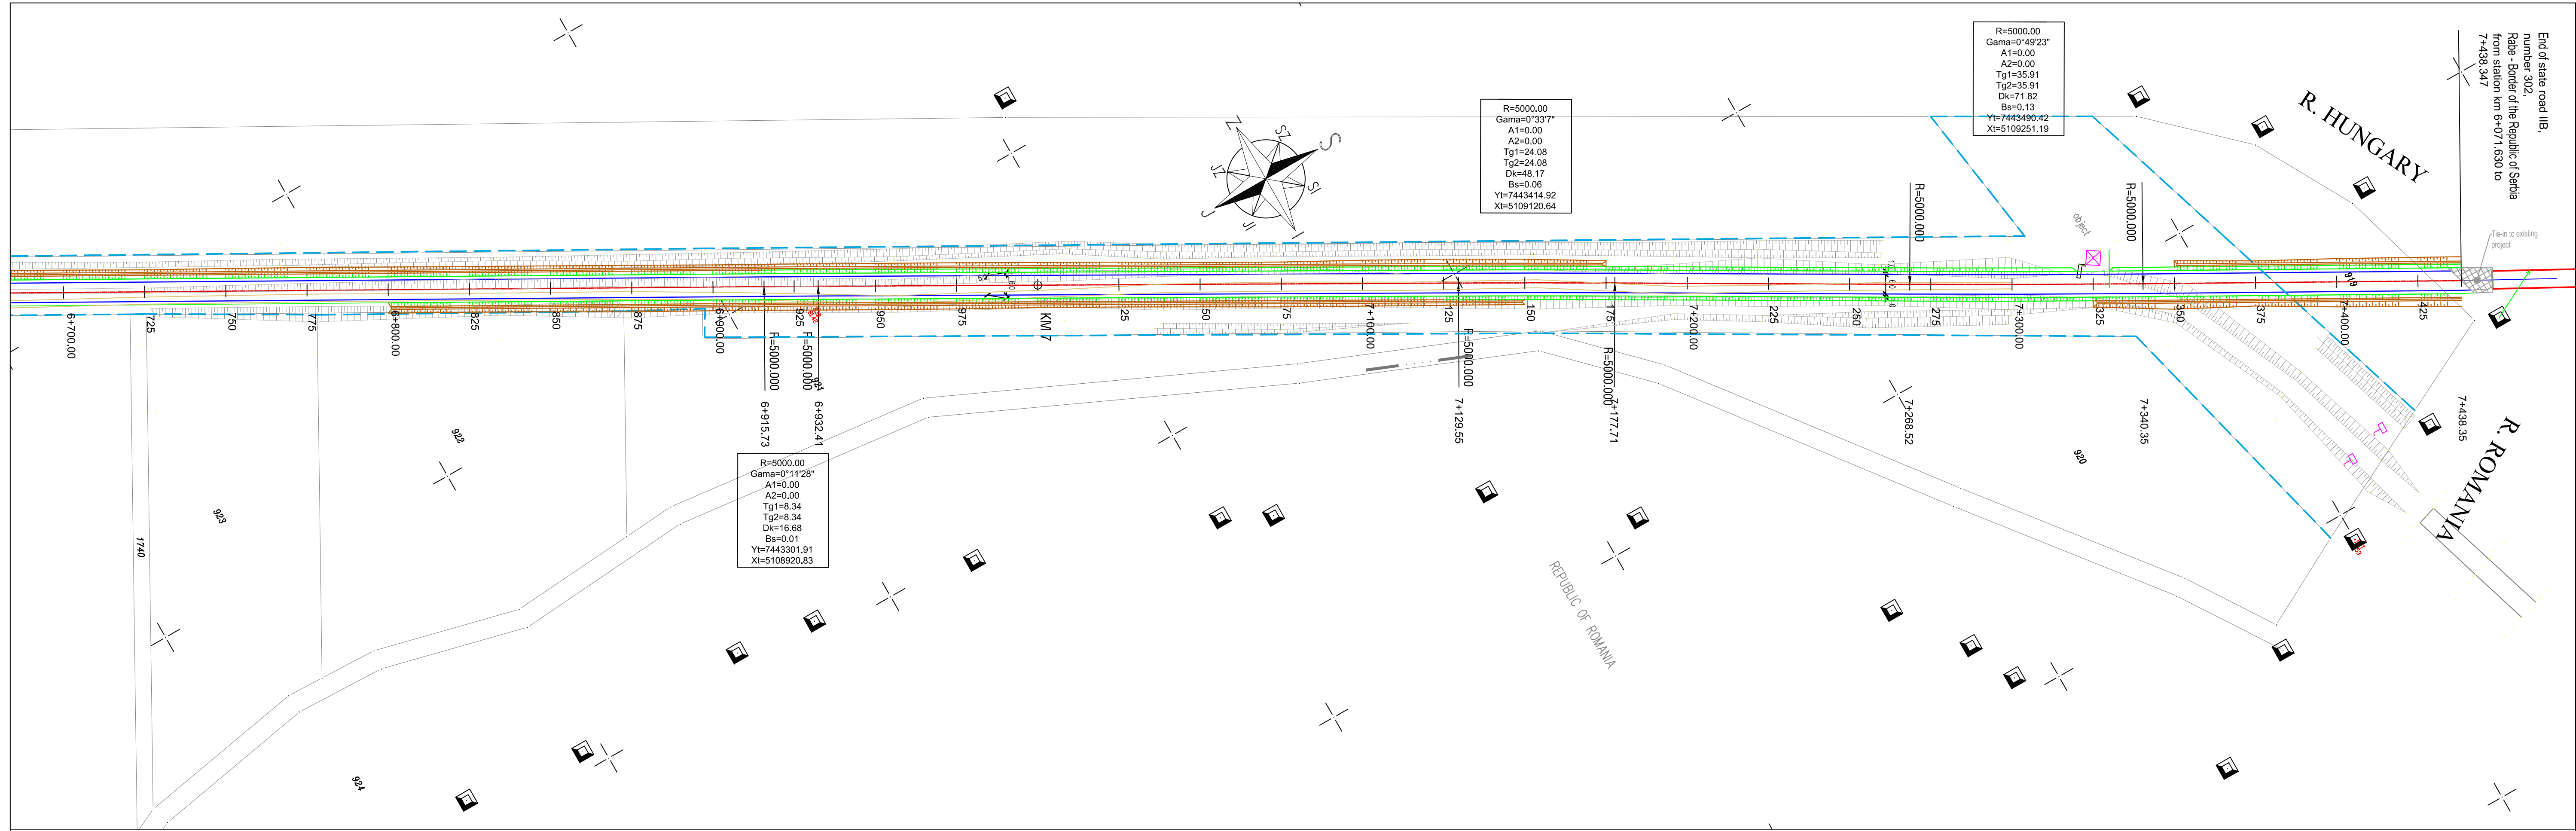 R=5000.00
Gama=0°49'23"
A1=0.00
A2=0.00
Tg1=35.91
Tg2=35.91
Dk=71.82
Bs=0.13
Yt=7443490.42
Xt=5109251.19
End of state road IIB,
number 302,
Rabe - Border of the Republic of Serbia
from station km 6+071.630 to
7+438.347
R. HUNGARY
R=5000.00
Gama=0°33'7"
A1=0.00
A2=0.00
Tg1=24.08
Tg2=24.08
Dk=48.17
Bs=0.06
Yt=7443414.92
Xt=5109120.64
Z
SZ
S
JZ
SI
J
JI
I
R=5000.000
object
R=5000.000
Tie-in to existing
project
6+700.00
725
750
775
6+800.00
825
850
875
6+900.00
925
950
975
KM 7
25
50
75
7+100.00
125
150
175
7+200.00
225
250
275
7+300.00
325
350
375
7+400.00
425
919
R=5000.000
R=5000.000
R=5000.000
R=5000.000
921
6+915.73
6+932.41
7+129.55
7+177.71
7+268.52
7+340.35
7+438.35
922
923
1740
924
920
R=5000.00
Gama=0°11'28"
A1=0.00
A2=0.00
Tg1=8.34
Tg2=8.34
Dk=16.68
Bs=0.01
Yt=7443301.91
Xt=5108920.83
REPUBLIC OF ROMANIA
R. ROMANIA